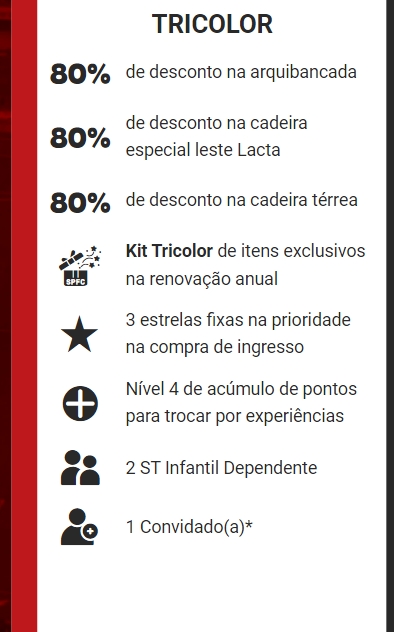 TRICOLOR
80% de desconto na arquibancada
80% de desconto na cadeira
especial leste Lacta
80% de desconto na cadeira térrea
Kit Tricolor de itens exclusivos
na renovação anual
SPFC
3 estrelas fixas na prioridade
na compra de ingresso
Nível 4 de acúmulo de pontos
para trocar por experiências
2 ST Infantil Dependente
1 Convidado(a)*